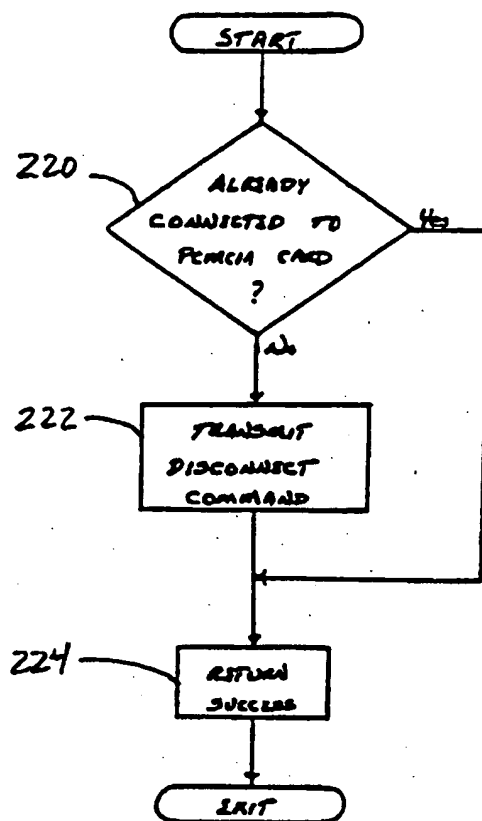 START
220
ALREADY
CONNECTED TO
PCMCIA CARD
?
Yes
No
222
TRANSMIT
DISCONNECT
COMMAND
224
RETURN
SUCCESS
EXIT